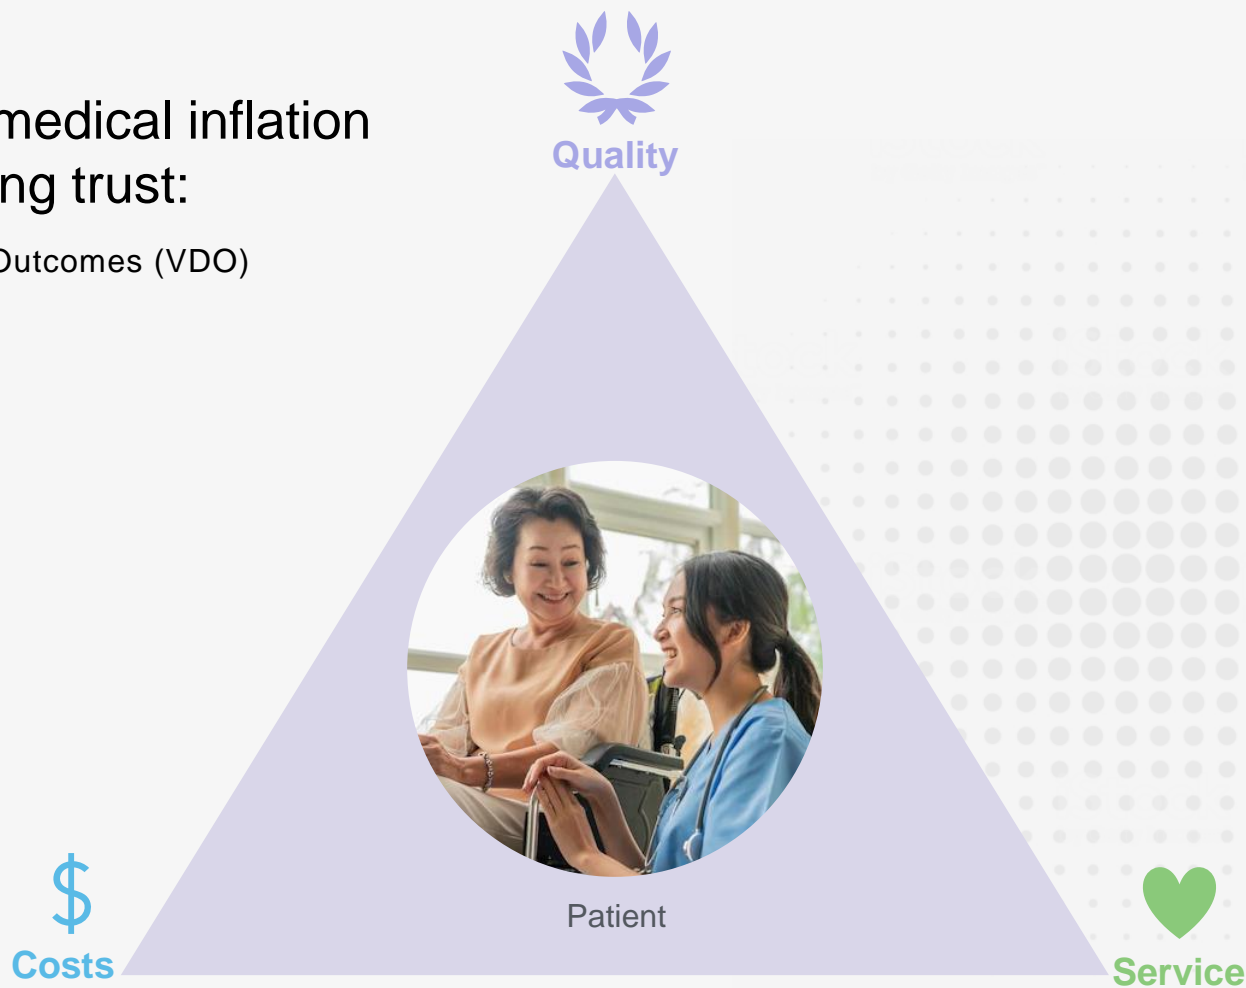 medical inflation
ng trust:
Outcomes (VDO)
Quality
Patient
$
Costs
Service